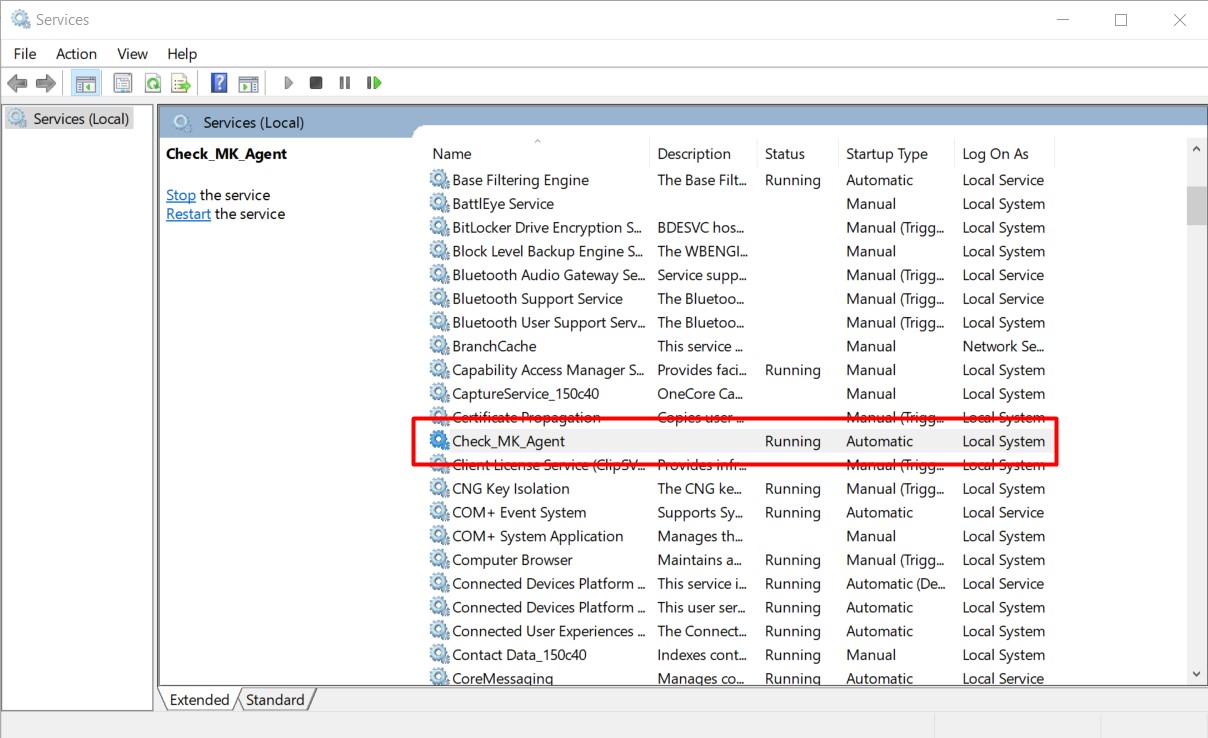 Services
File Action View Help
Services (Local)
Services (Local)
Check_MK_Agent
Stop the service
Restart the service
Name Description Status Startup Type Log On As
Base Filtering Engine The Base Filt... Running Automatic Local Service
BattlEye Service Manual Local System
BitLocker Drive Encryption S... BDESVC hos... Manual (Trigg... Local System
Block Level Backup Engine S... The WBENGI... Manual Local System
Bluetooth Audio Gateway Se... Service supp... Manual (Trigg... Local Service
Bluetooth Support Service The Bluetoo... Manual (Trigg... Local Service
Bluetooth User Support Serv... The Bluetoo... Manual (Trigg... Local System
BranchCache This service ... Manual Network Se...
Capability Access Manager S... Provides faci... Running Manual Local System
CaptureService_150c40 OneCore Ca... Manual Local System
Certificate Propagation Copies user ... Manual (Trigg... Local System
Check_MK_Agent Running Automatic Local System
Client License Service (ClipSV... Provides infr... Manual (Trigg... Local System
CNG Key Isolation The CNG ke... Running Manual (Trigg... Local System
COM+ Event System Supports Sy... Running Automatic Local Service
COM+ System Application Manages th... Manual Local System
Computer Browser Maintains a... Running Manual (Trigg... Local System
Connected Devices Platform ... This service i... Running Automatic (De... Local Service
Connected Devices Platform ... This user ser... Running Automatic Local System
Connected User Experiences ... The Connect... Running Automatic Local System
Contact Data_150c40 Indexes cont... Running Manual Local System
CoreMessaging Manages co... Running Automatic Local Service
Extended Standard